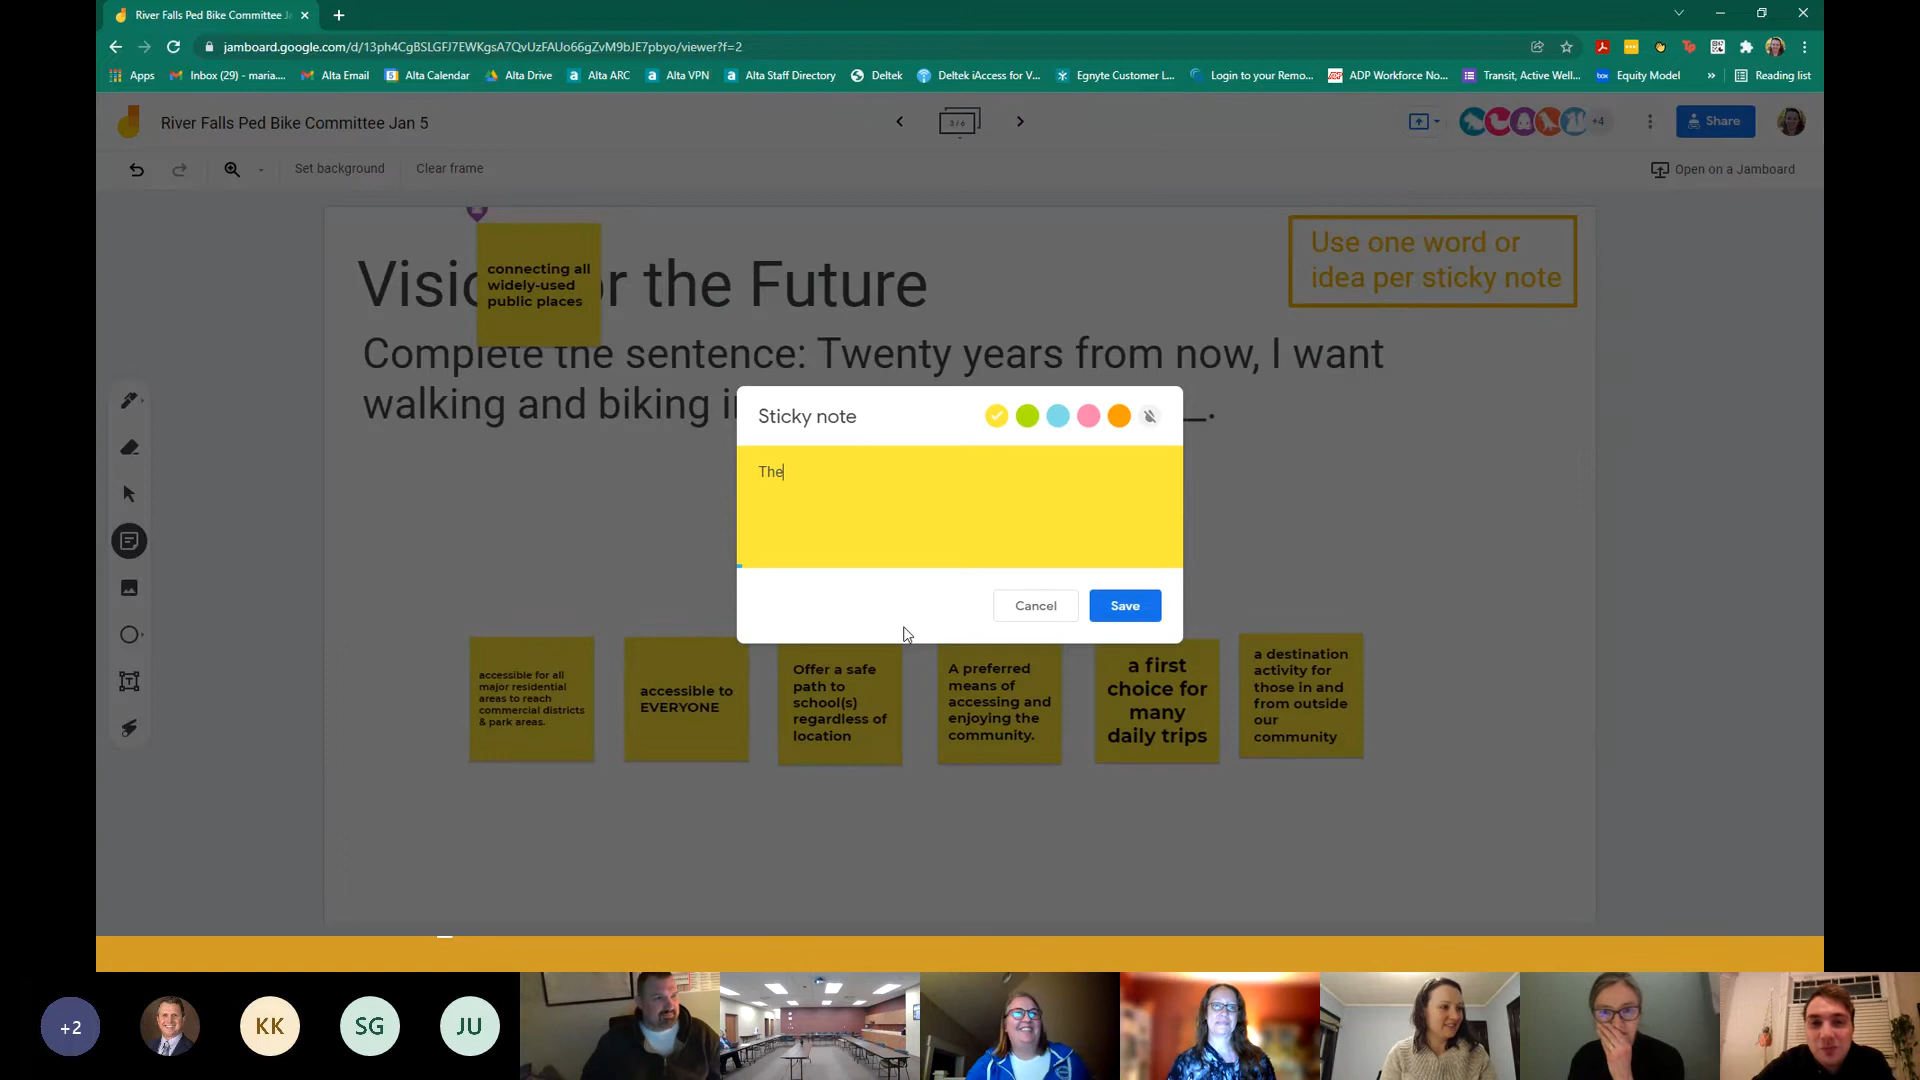 River Falls Ped Bike Committee Ja
jamboard.google.com/d/13ph4CgBSLGFJ7EWKgsA7QvUzFAUo66gZvM9bJE7pbyo/viewer?f=2
Apps
Inbox (29) - maria....
Alta Email
Alta Calendar
Alta Drive
Alta ARC
Alta VPN
Alta Staff Directory
Deltek
Deltek iAccess for V...
Egnyte Customer L...
Login to your Remo...
ADP Workforce No...
Transit, Active Well...
Equity Model
»
Reading list
River Falls Ped Bike Committee Jan 5
3 / 6
+4
Share
Set background
Clear frame
Open on a Jamboard
connecting all
widely-used
public places
Visio r the Future
Use one word or
idea per sticky note
Complete the sentence: Twenty years from now, I want
walking and biking i __.
Sticky note
The
Cancel
Save
accessible for all
major residential
areas to reach
commercial districts
& park areas.
accessible to
EVERYONE
Offer a safe
path to
school(s)
regardless of
location
A preferred
means of
accessing and
enjoying the
community.
a first
choice for
many
daily trips
a destination
activity for
those in and
from outside
our
community
+2
KK
SG
JU